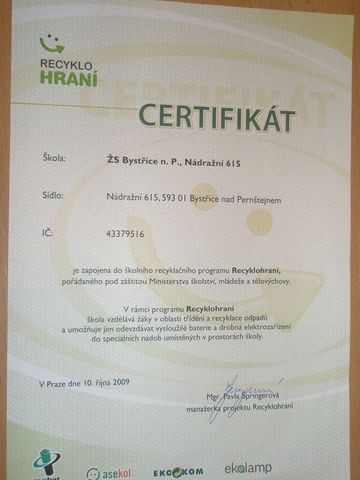 RECYKLO
HRANÍ
CERTIFIKÁT
Škola: ŽS Bystřice n. P., Nádražní 615
Sídlo: Nádražní 615, 593 01 Bystřice nad Pernštejnem
IČ: 43379516
je zapojena do školního recyklačního programu Recyklohraní,
pořádaného pod záštitou Ministerstva školství, mládeže a tělovýchovy.
V rámci programu Recyklohraní
škola vzdělává žáky v oblasti třídění a recyklace odpadů
a umožňuje jim odevzdávat vysloužilé baterie a drobná elektrozařízení
do speciálních nádob umístěných v prostorách školy.
V Praze dne 10. října 2009
Mgr. Pavla Springerová
manažerka projektu Recyklohraní
asekol
EKO KOM
ekolamp